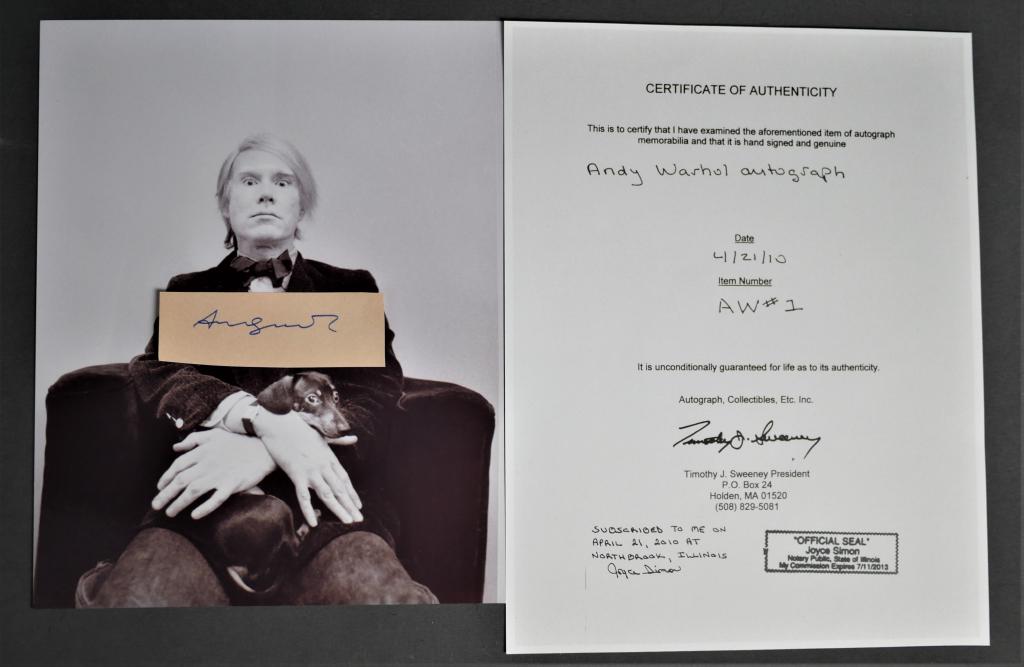 CERTIFICATE OF AUTHENTICITY
This is to certify that I have examined the aforementioned item of autograph
memorabilia and that it is hand signed and genuine
Andy Warhol autograph
Date
4/21/10
Item Number
AW#1
It is unconditionally guaranteed for life as to its authenticity.
Autograph, Collectibles, Etc. Inc.
Timothy J. Sweeney
Timothy J. Sweeney President
P.O. Box 24
Holden, MA 01520
(508) 829-5081
SUBSCRIBED TO ME ON
APRIL 21, 2010 AT
NORTHBROOK, ILLINOIS
Joyce Simon
"OFFICIAL SEAL"
Joyce Simon
Notary Public, State of Illinois
My Commission Expires 7/11/2013